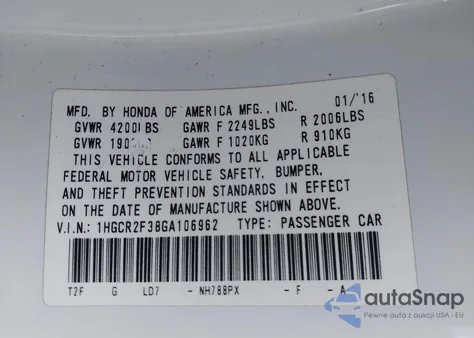 MFD. BY HONDA OF AMERICA MFG., INC. 01/'16
GVWR 4200LBS GAWR F 2249LBS R 2006LBS
GVWR GAWR F 1020KG R 910KG
THIS VEHICLE CONFORMS TO ALL APPLICABLE
FEDERAL MOTOR VEHICLE SAFETY, BUMPER,
AND THEFT PREVENTION STANDARDS IN EFFECT
ON THE DATE OF MANUFACTURE SHOWN ABOVE.
V.I.N.: 1HGCR2F38GA106962 TYPE: PASSENGER CAR
T2F G LD7 - NH788PX - F - A
autoSnap
Pewne auta z aukcji USA - EU